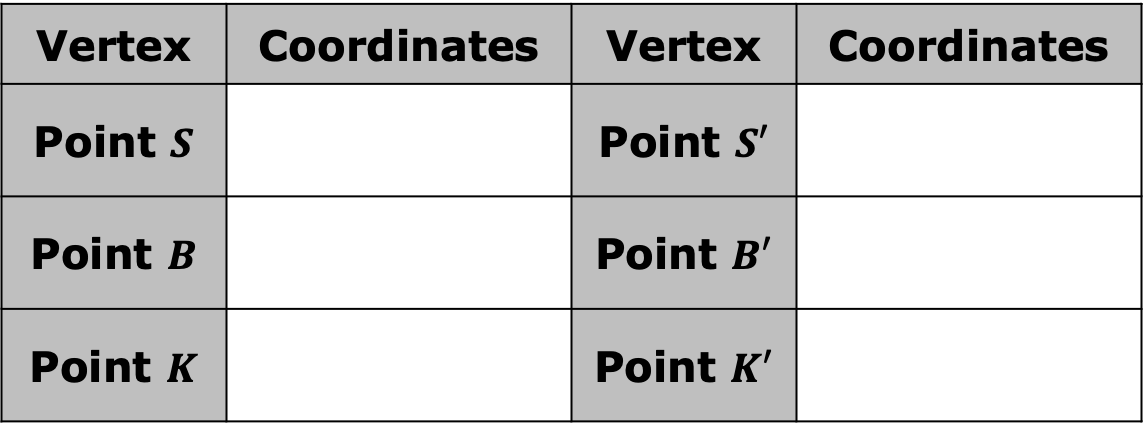 Vertex Coordinates Vertex Coordinates
Point S Point S′
Point B Point B′
Point K Point K′